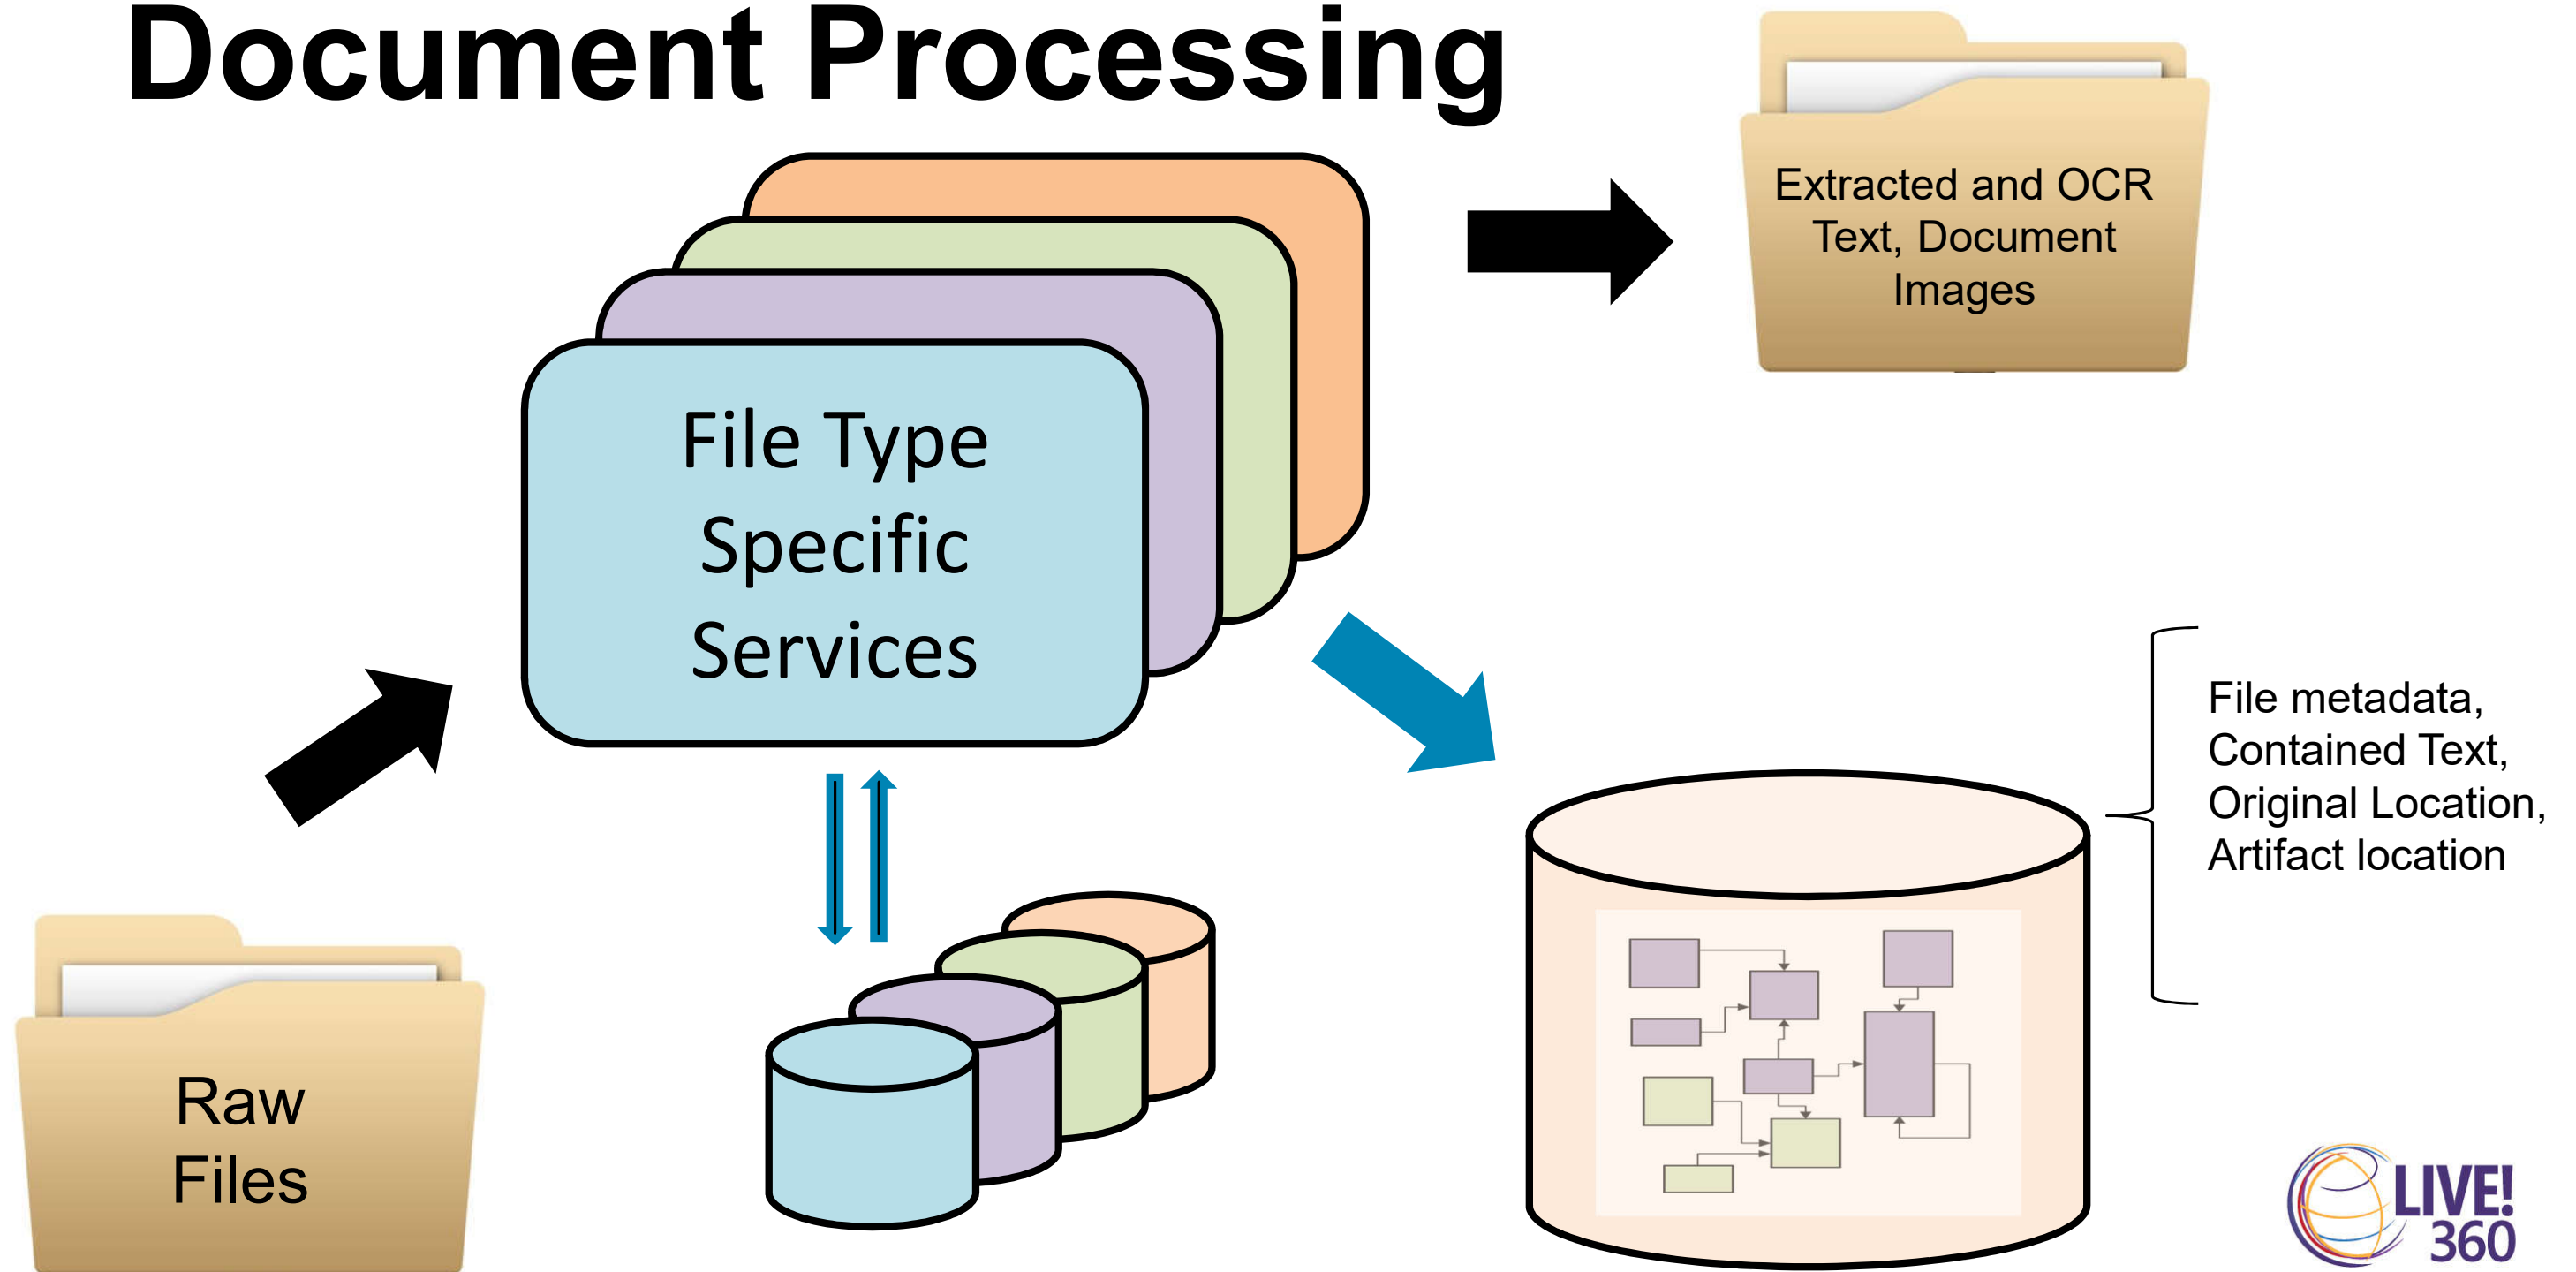 Document Processing
Extracted and OCR
Text, Document
Images
File Type
Specific
Services
File metadata,
Contained Text,
Original Location,
Artifact location
Raw
Files
LIVE!
360